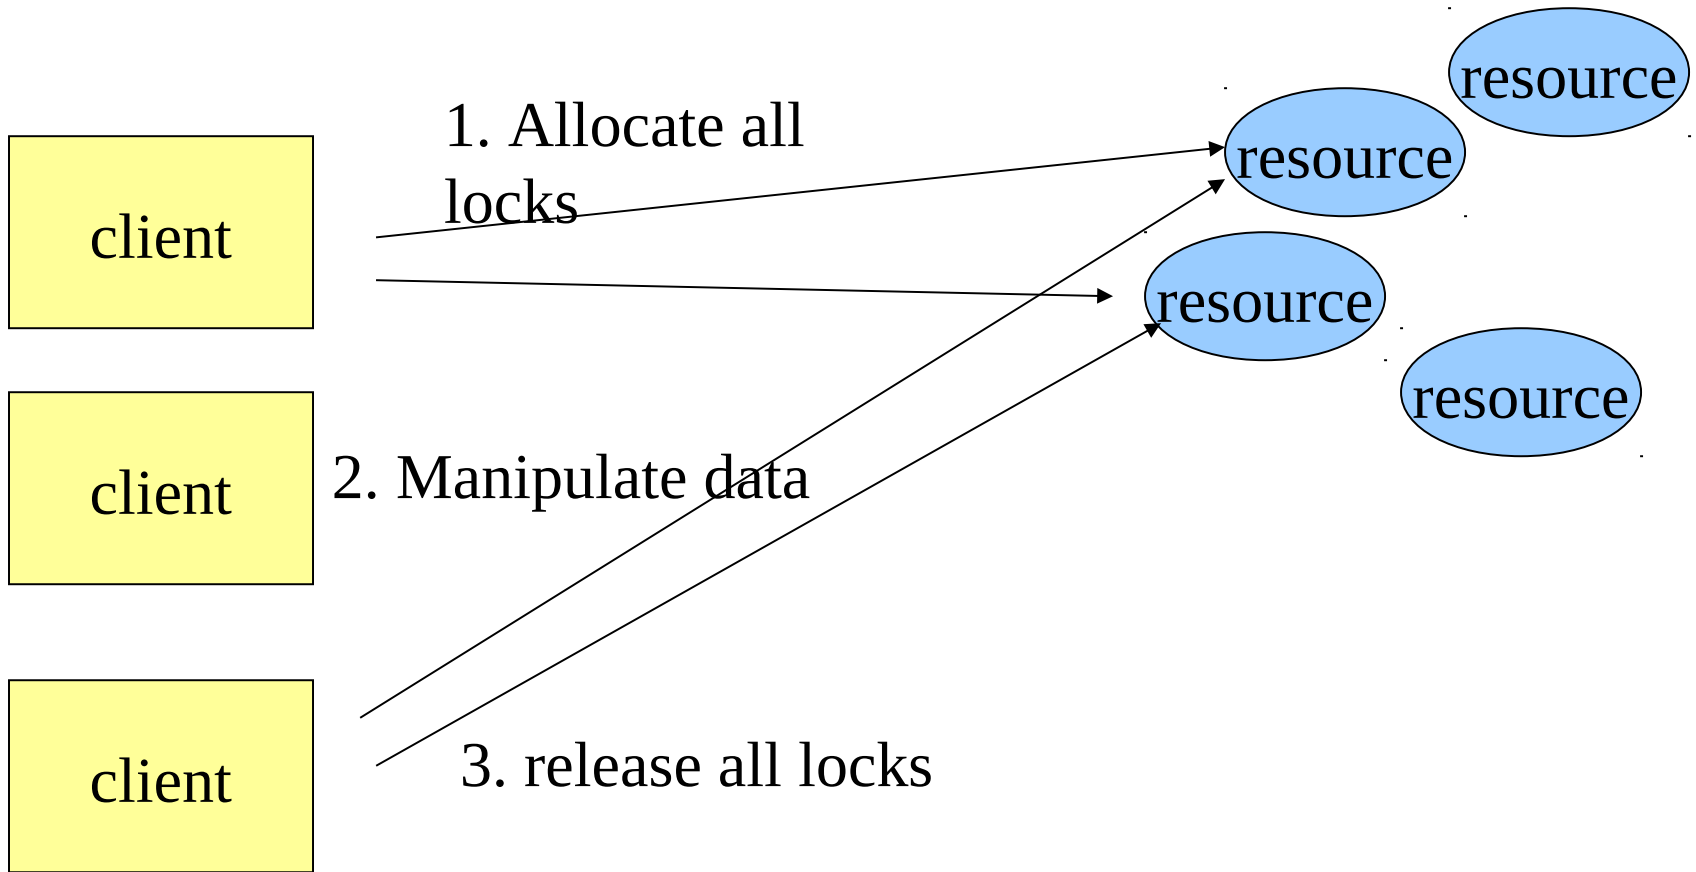 resource
1. Allocate all
locks
resource
client
resource
resource
2. Manipulate data
client
3. release all locks
client